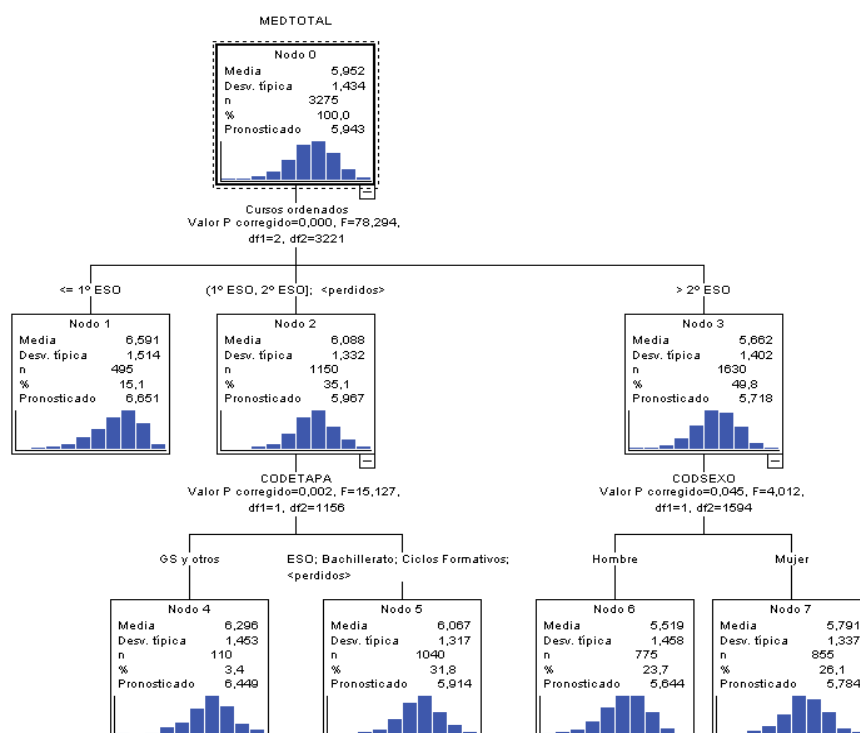 MEDTOTAL
Nodo 0
Media 5,952
Desv. típica 1,434
n 3275
% 100,0
Pronosticado 5,943
Cursos ordenados
Valor P corregido=0,000, F=78,294,
df1=2, df2=3221
<= 1º ESO
(1º ESO, 2º ESO]; <perdidos>
> 2º ESO
Nodo 1
Media 6,591
Desv. típica 1,514
n 495
% 15,1
Pronosticado 6,651
Nodo 2
Media 6,088
Desv. típica 1,332
n 1150
% 35,1
Pronosticado 5,967
Nodo 3
Media 5,662
Desv. típica 1,402
n 1630
% 49,8
Pronosticado 5,718
CODETAPA
Valor P corregido=0,002, F=15,127,
df1=1, df2=1156
CODSEXO
Valor P corregido=0,045, F=4,012,
df1=1, df2=1594
GS y otros
ESO; Bachillerato; Ciclos Formativos;
<perdidos>
Hombre
Mujer
Nodo 4
Media 6,296
Desv. típica 1,453
n 110
% 3,4
Pronosticado 6,449
Nodo 5
Media 6,067
Desv. típica 1,317
n 1040
% 31,8
Pronosticado 5,914
Nodo 6
Media 5,519
Desv. típica 1,458
n 775
% 23,7
Pronosticado 5,644
Nodo 7
Media 5,791
Desv. típica 1,337
n 855
% 26,1
Pronosticado 5,784